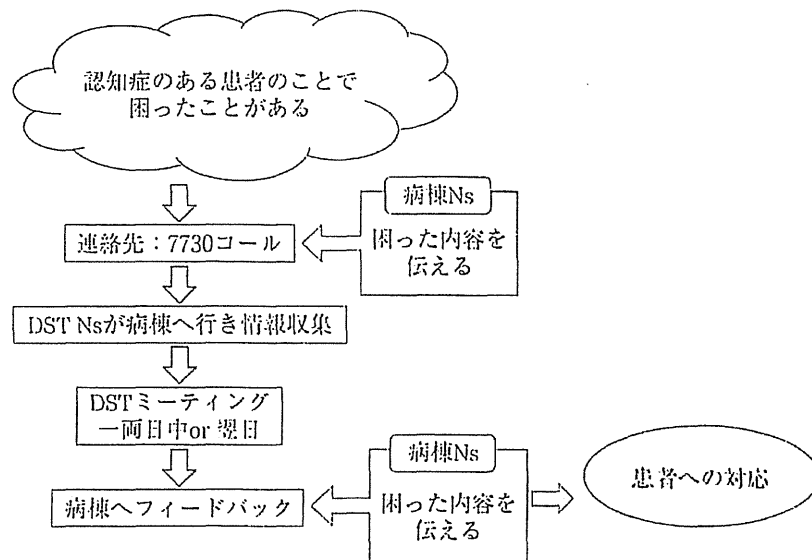 認知症のある患者のことで
困ったことがある
病棟Ns
連絡先：7730コール
困った内容を
伝える
DST Nsが病棟へ行き情報収集
DSTミーティング
一両日中or 翌日
病棟Ns
患者への対応
病棟へフィードバック
困った内容を
伝える